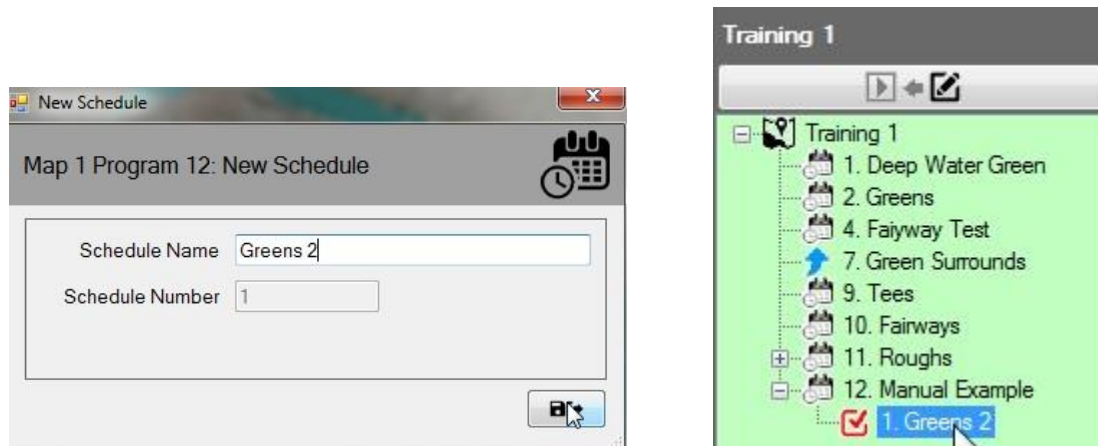 New Schedule
Map 1 Program 12: New Schedule
Schedule Name Greens 2
Schedule Number 1
Training 1
Training 1
1. Deep Water Green
2. Greens
4. Faiyway Test
7. Green Surrounds
9. Tees
10. Fairways
11. Roughs
12. Manual Example
1. Greens 2